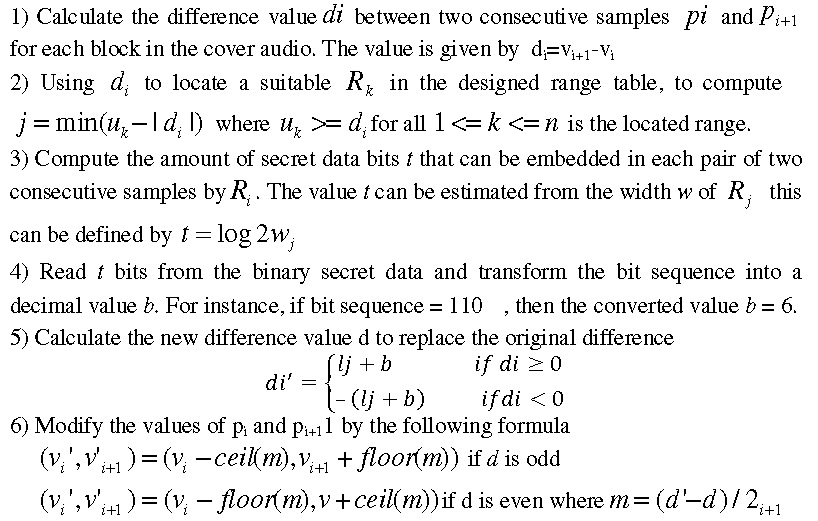 1) Calculate the difference value di between two consecutive samples pi and P_{i+1}
for each block in the cover audio. The value is given by d_i=v_{i+1}-v_i
2) Using d_i to locate a suitable R_k in the designed range table, to compute
j = min(u_k − | d_i |) where u_k >= d_i for all 1 <= k <= n is the located range.
3) Compute the amount of secret data bits t that can be embedded in each pair of two
consecutive samples by R_i. The value t can be estimated from the width w of R_j this
can be defined by t = log 2w_j
4) Read t bits from the binary secret data and transform the bit sequence into a
decimal value b. For instance, if bit sequence = 110 , then the converted value b = 6.
5) Calculate the new difference value d to replace the original difference
di′ = { lj + b if di ≥ 0
− (lj + b) if di < 0
6) Modify the values of p_i and p_{i+1}1 by the following formula
(v_i', v'_{i+1}) = (v_i − ceil(m), v_{i+1} + floor(m)) if d is odd
(v_i', v'_{i+1}) = (v_i − floor(m), v + ceil(m)) if d is even where m = (d'−d) / 2_{i+1}